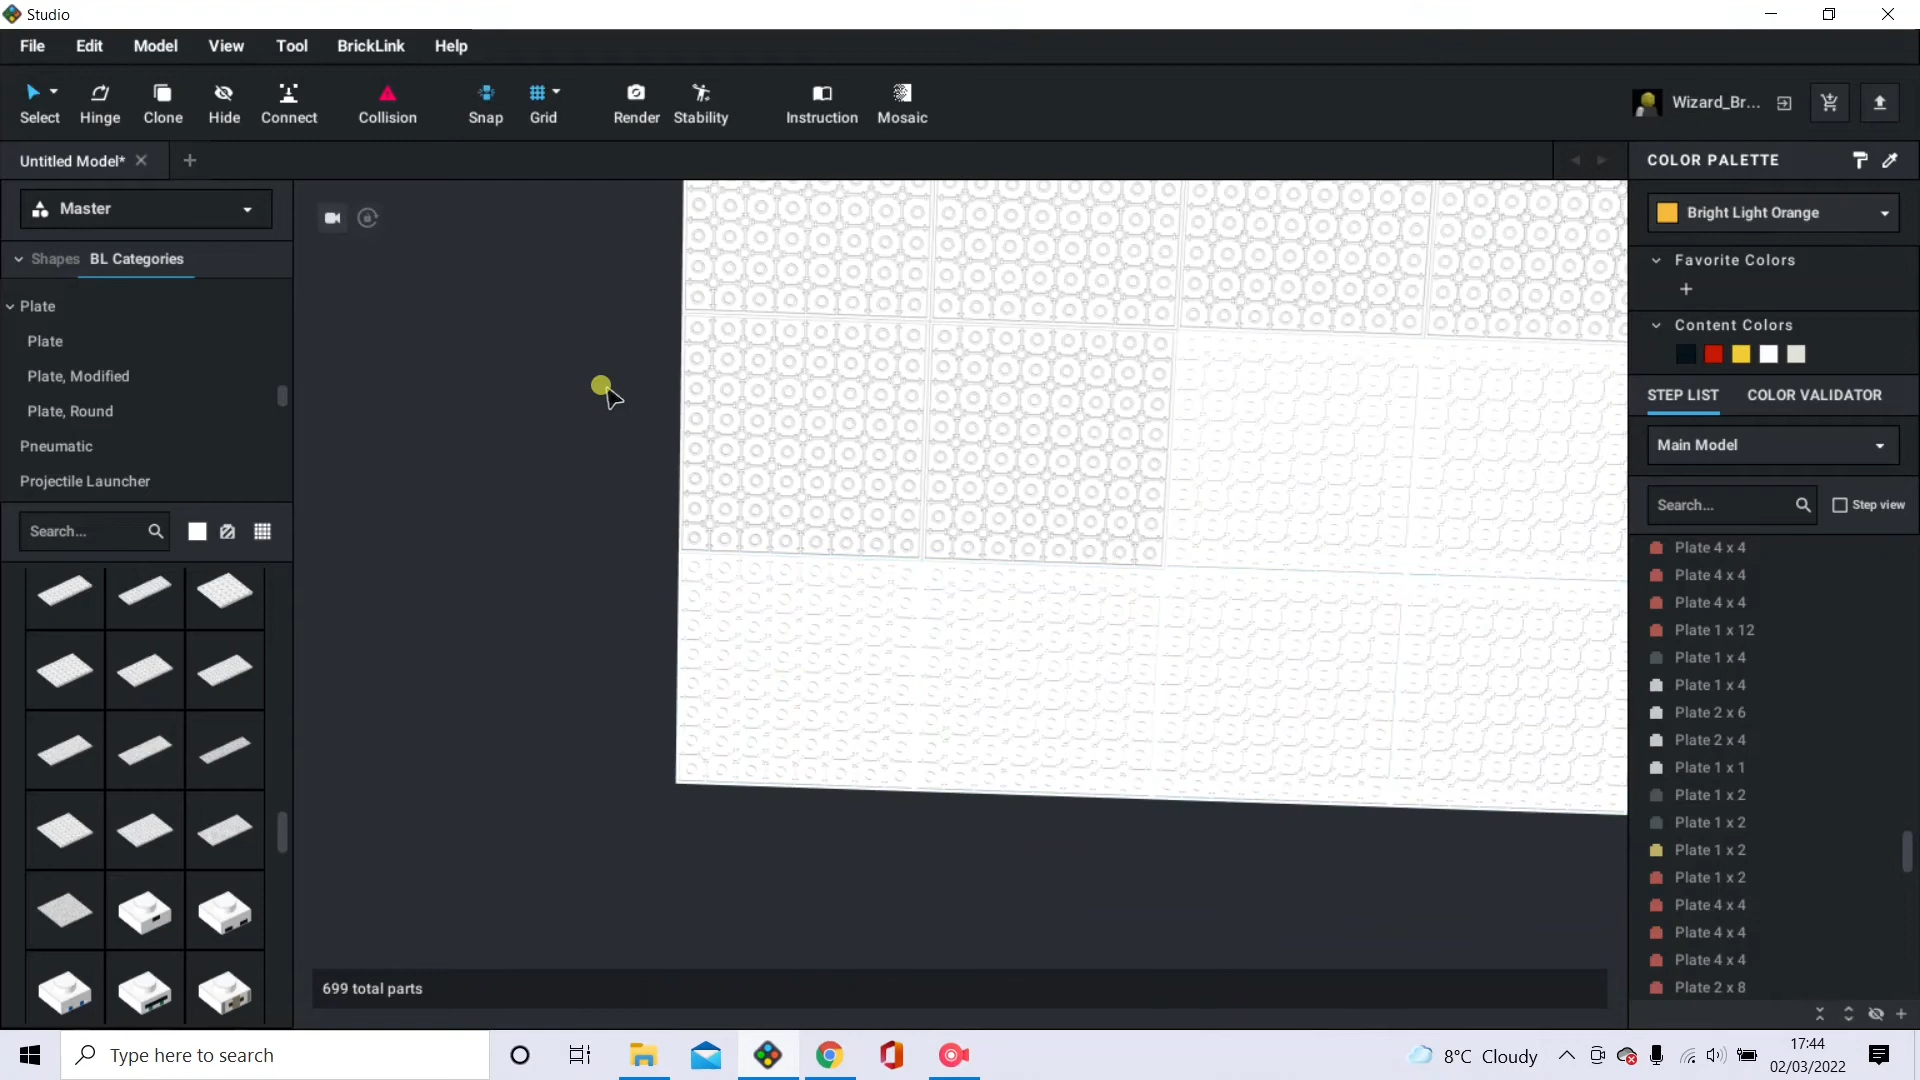 Studio
File Edit Model View Tool BrickLink Help
Select Hinge Clone Hide Connect Collision Snap Grid Render Stability Instruction Mosaic
Wizard_Br...
Untitled Model*
COLOR PALETTE
Master
Bright Light Orange
Shapes BL Categories
Favorite Colors
Plate
Content Colors
Plate
Plate, Modified
STEP LIST COLOR VALIDATOR
Plate, Round
Main Model
Pneumatic
Projectile Launcher
Search... Step view
Search...
Plate 4 x 4
Plate 4 x 4
Plate 4 x 4
Plate 1 x 12
Plate 1 x 4
Plate 1 x 4
Plate 2 x 6
Plate 2 x 4
Plate 1 x 1
Plate 1 x 2
Plate 1 x 2
Plate 1 x 2
Plate 1 x 2
Plate 4 x 4
Plate 4 x 4
Plate 4 x 4
Plate 2 x 8
699 total parts
Type here to search
8°C Cloudy
17:44
02/03/2022